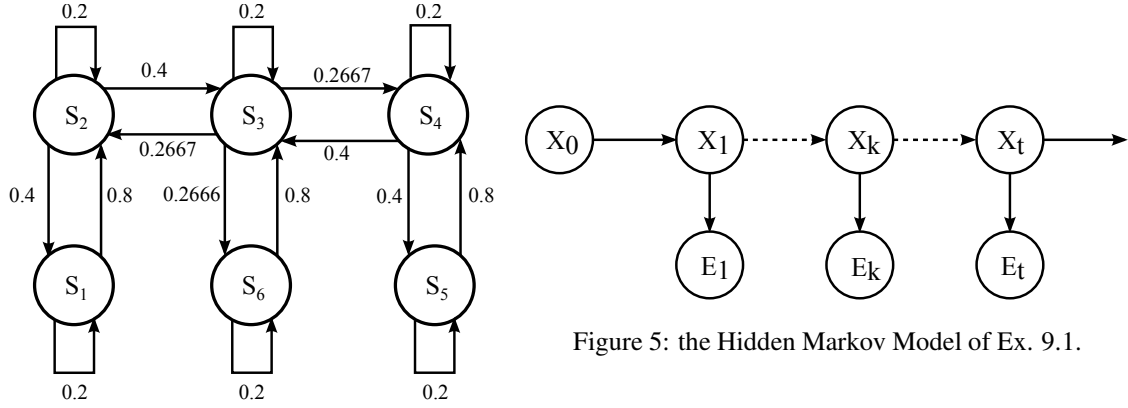 0.2 0.2 0.2
0.4 0.2667
S2 S3 S4
0.2667 0.4
0.4 0.8 0.2666 0.8 0.4 0.8
S1 S6 S5
0.2 0.2 0.2
X0 X1 Xk Xt
E1 Ek Et
Figure 5: the Hidden Markov Model of Ex. 9.1.